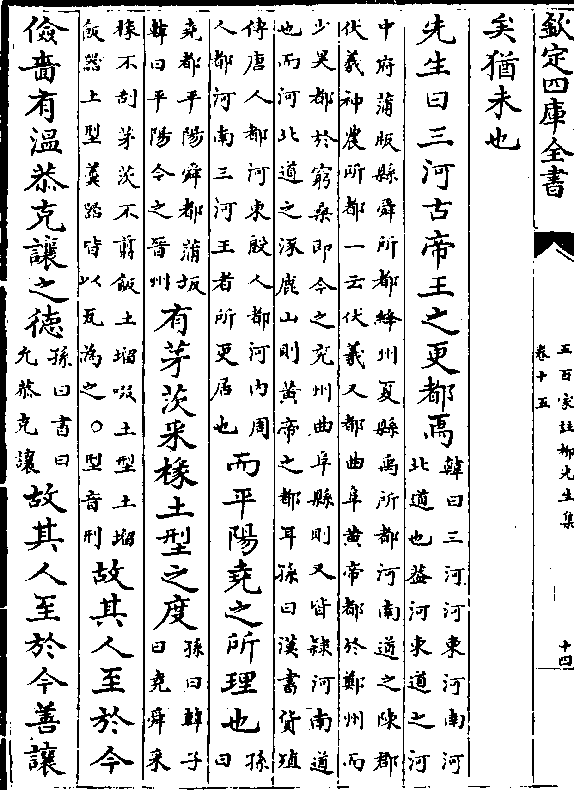 欽定四庫全書
五百家註柳先生集
卷十五
十四
矣猶未也
先生曰三河古帝王之更都焉
韓曰三河河東河南河
北道也蓋河東道之河
中府蒲版縣舜所都絳州夏縣禹所都河南道之陳郡
伏羲神農所都一云伏羲又都曲阜黄帝都於鄭州而
少昊都於窮桑即今之兖州曲阜縣則又皆隸河南道
也而河北道之涿鹿山則黄帝之都耳孫曰漢書貨殖
傳唐人都河東殷人都河内周
人都河南三河王者所更居也
而平陽堯之所理也
孫
曰
堯都平陽舜都蒲坂
韓曰平陽今之晉州
有茅茨采椽土型之度
孫曰韓子
曰堯舜采
椽不刮茅茨不翦飯土塯啜土型土塯
飯器土型羮器皆以瓦為之○型音刑
故其人至於今
儉嗇有溫恭克讓之德
孫曰書曰
允恭克讓
故其人至於今善讓